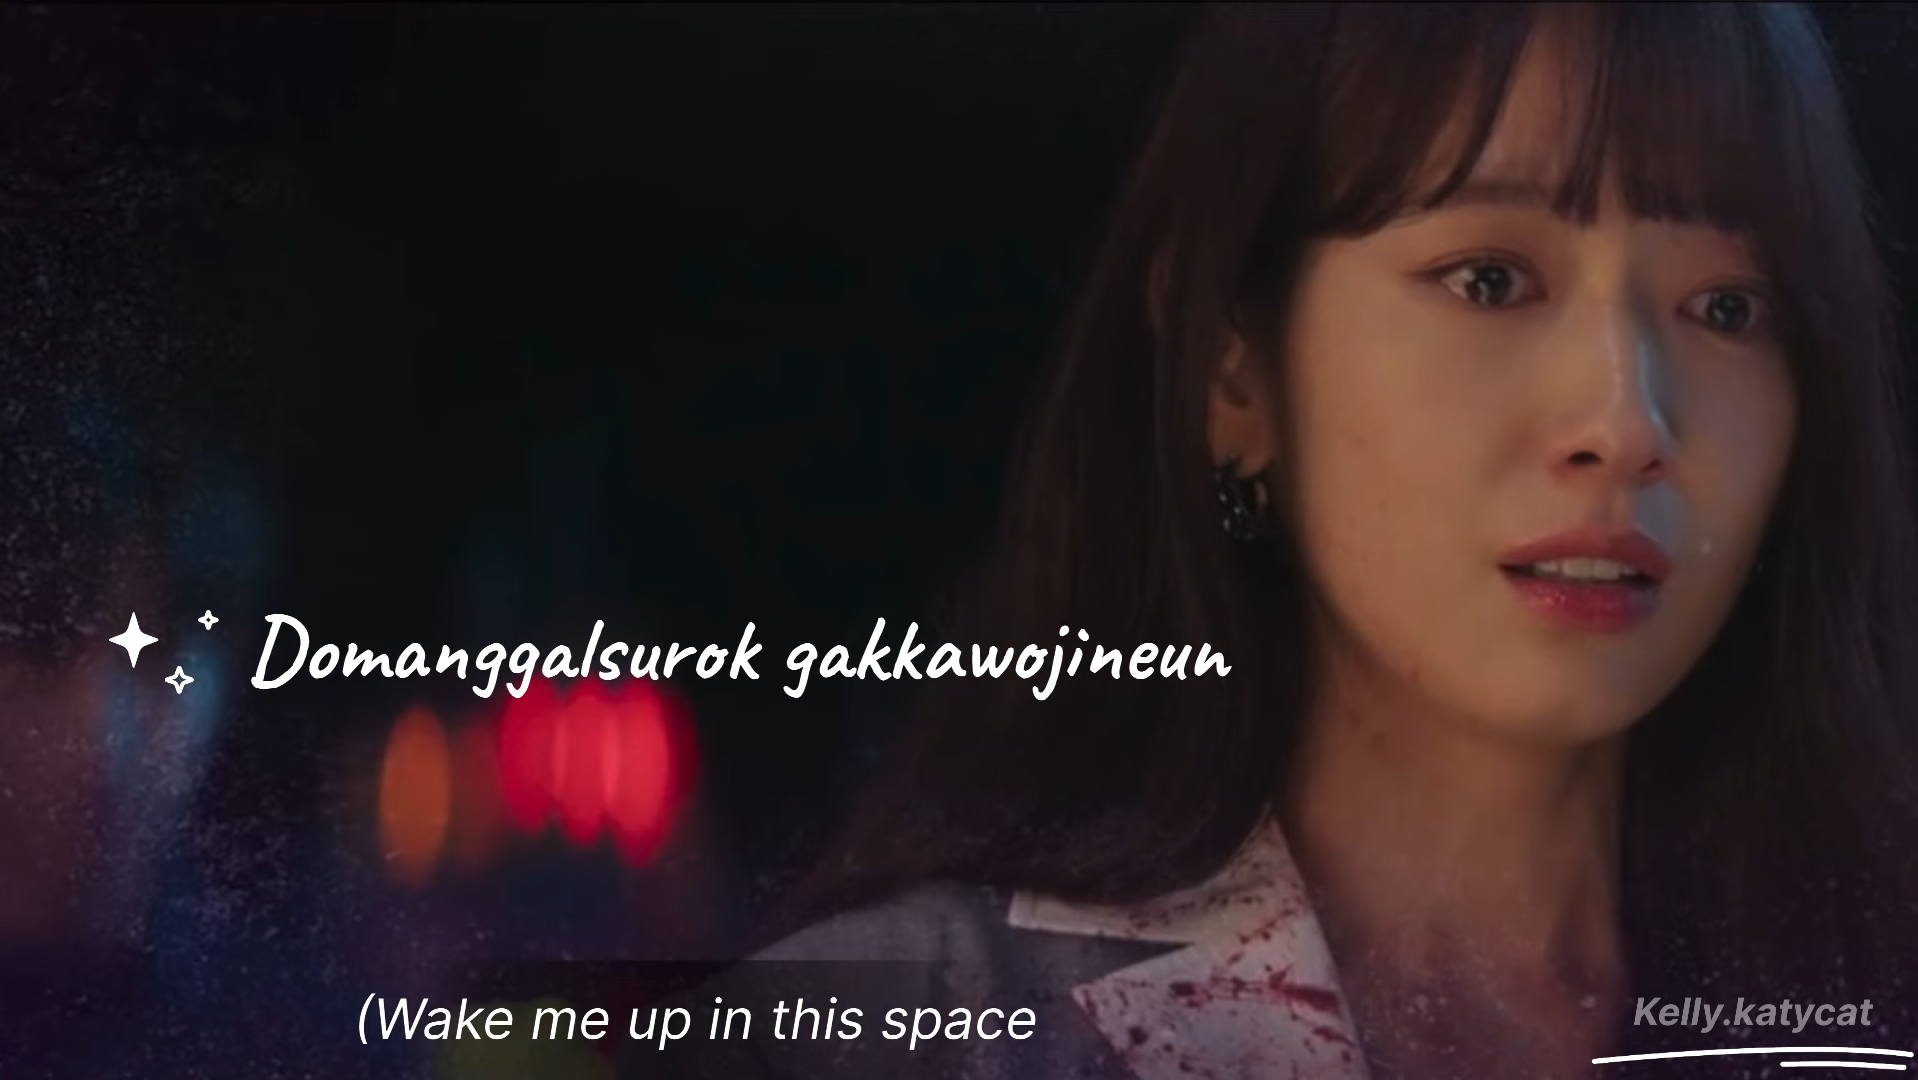 Domanggalsurok gakkawojineun
(Wake me up in this space
Kelly.katycat